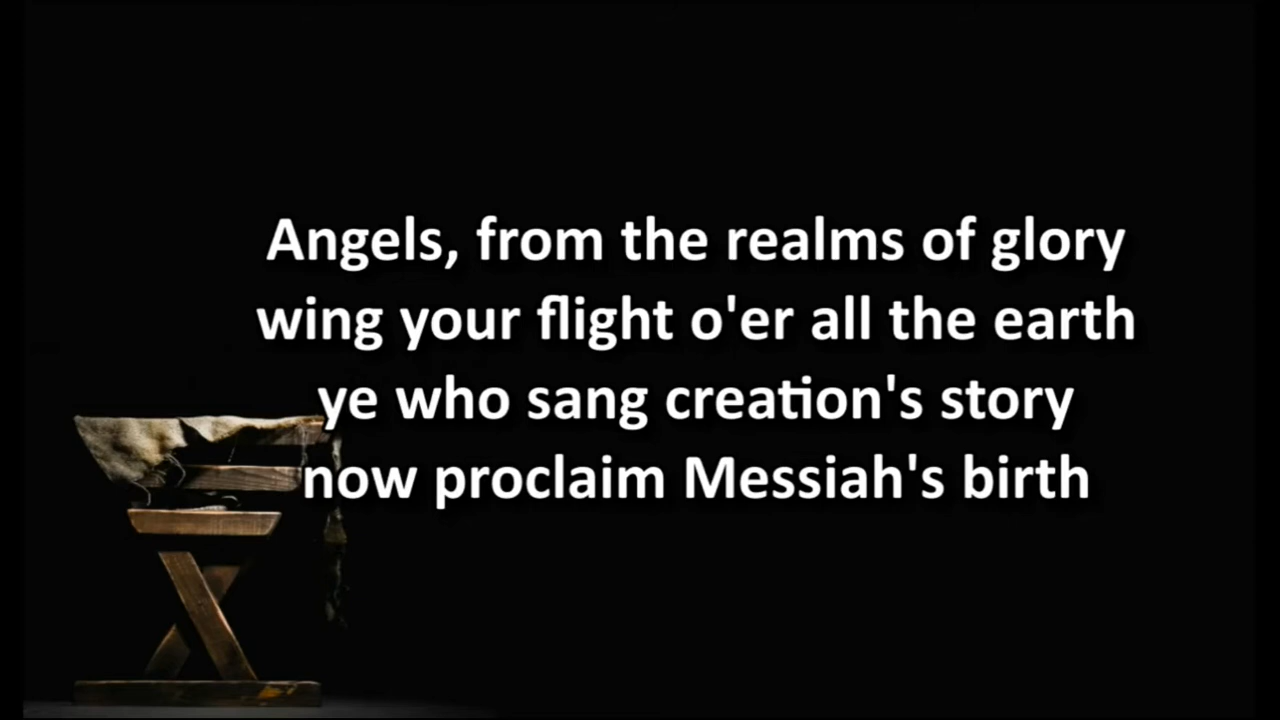 Angels, from the realms of glory
wing your flight o'er all the earth
ye who sang creation's story
now proclaim Messiah's birth